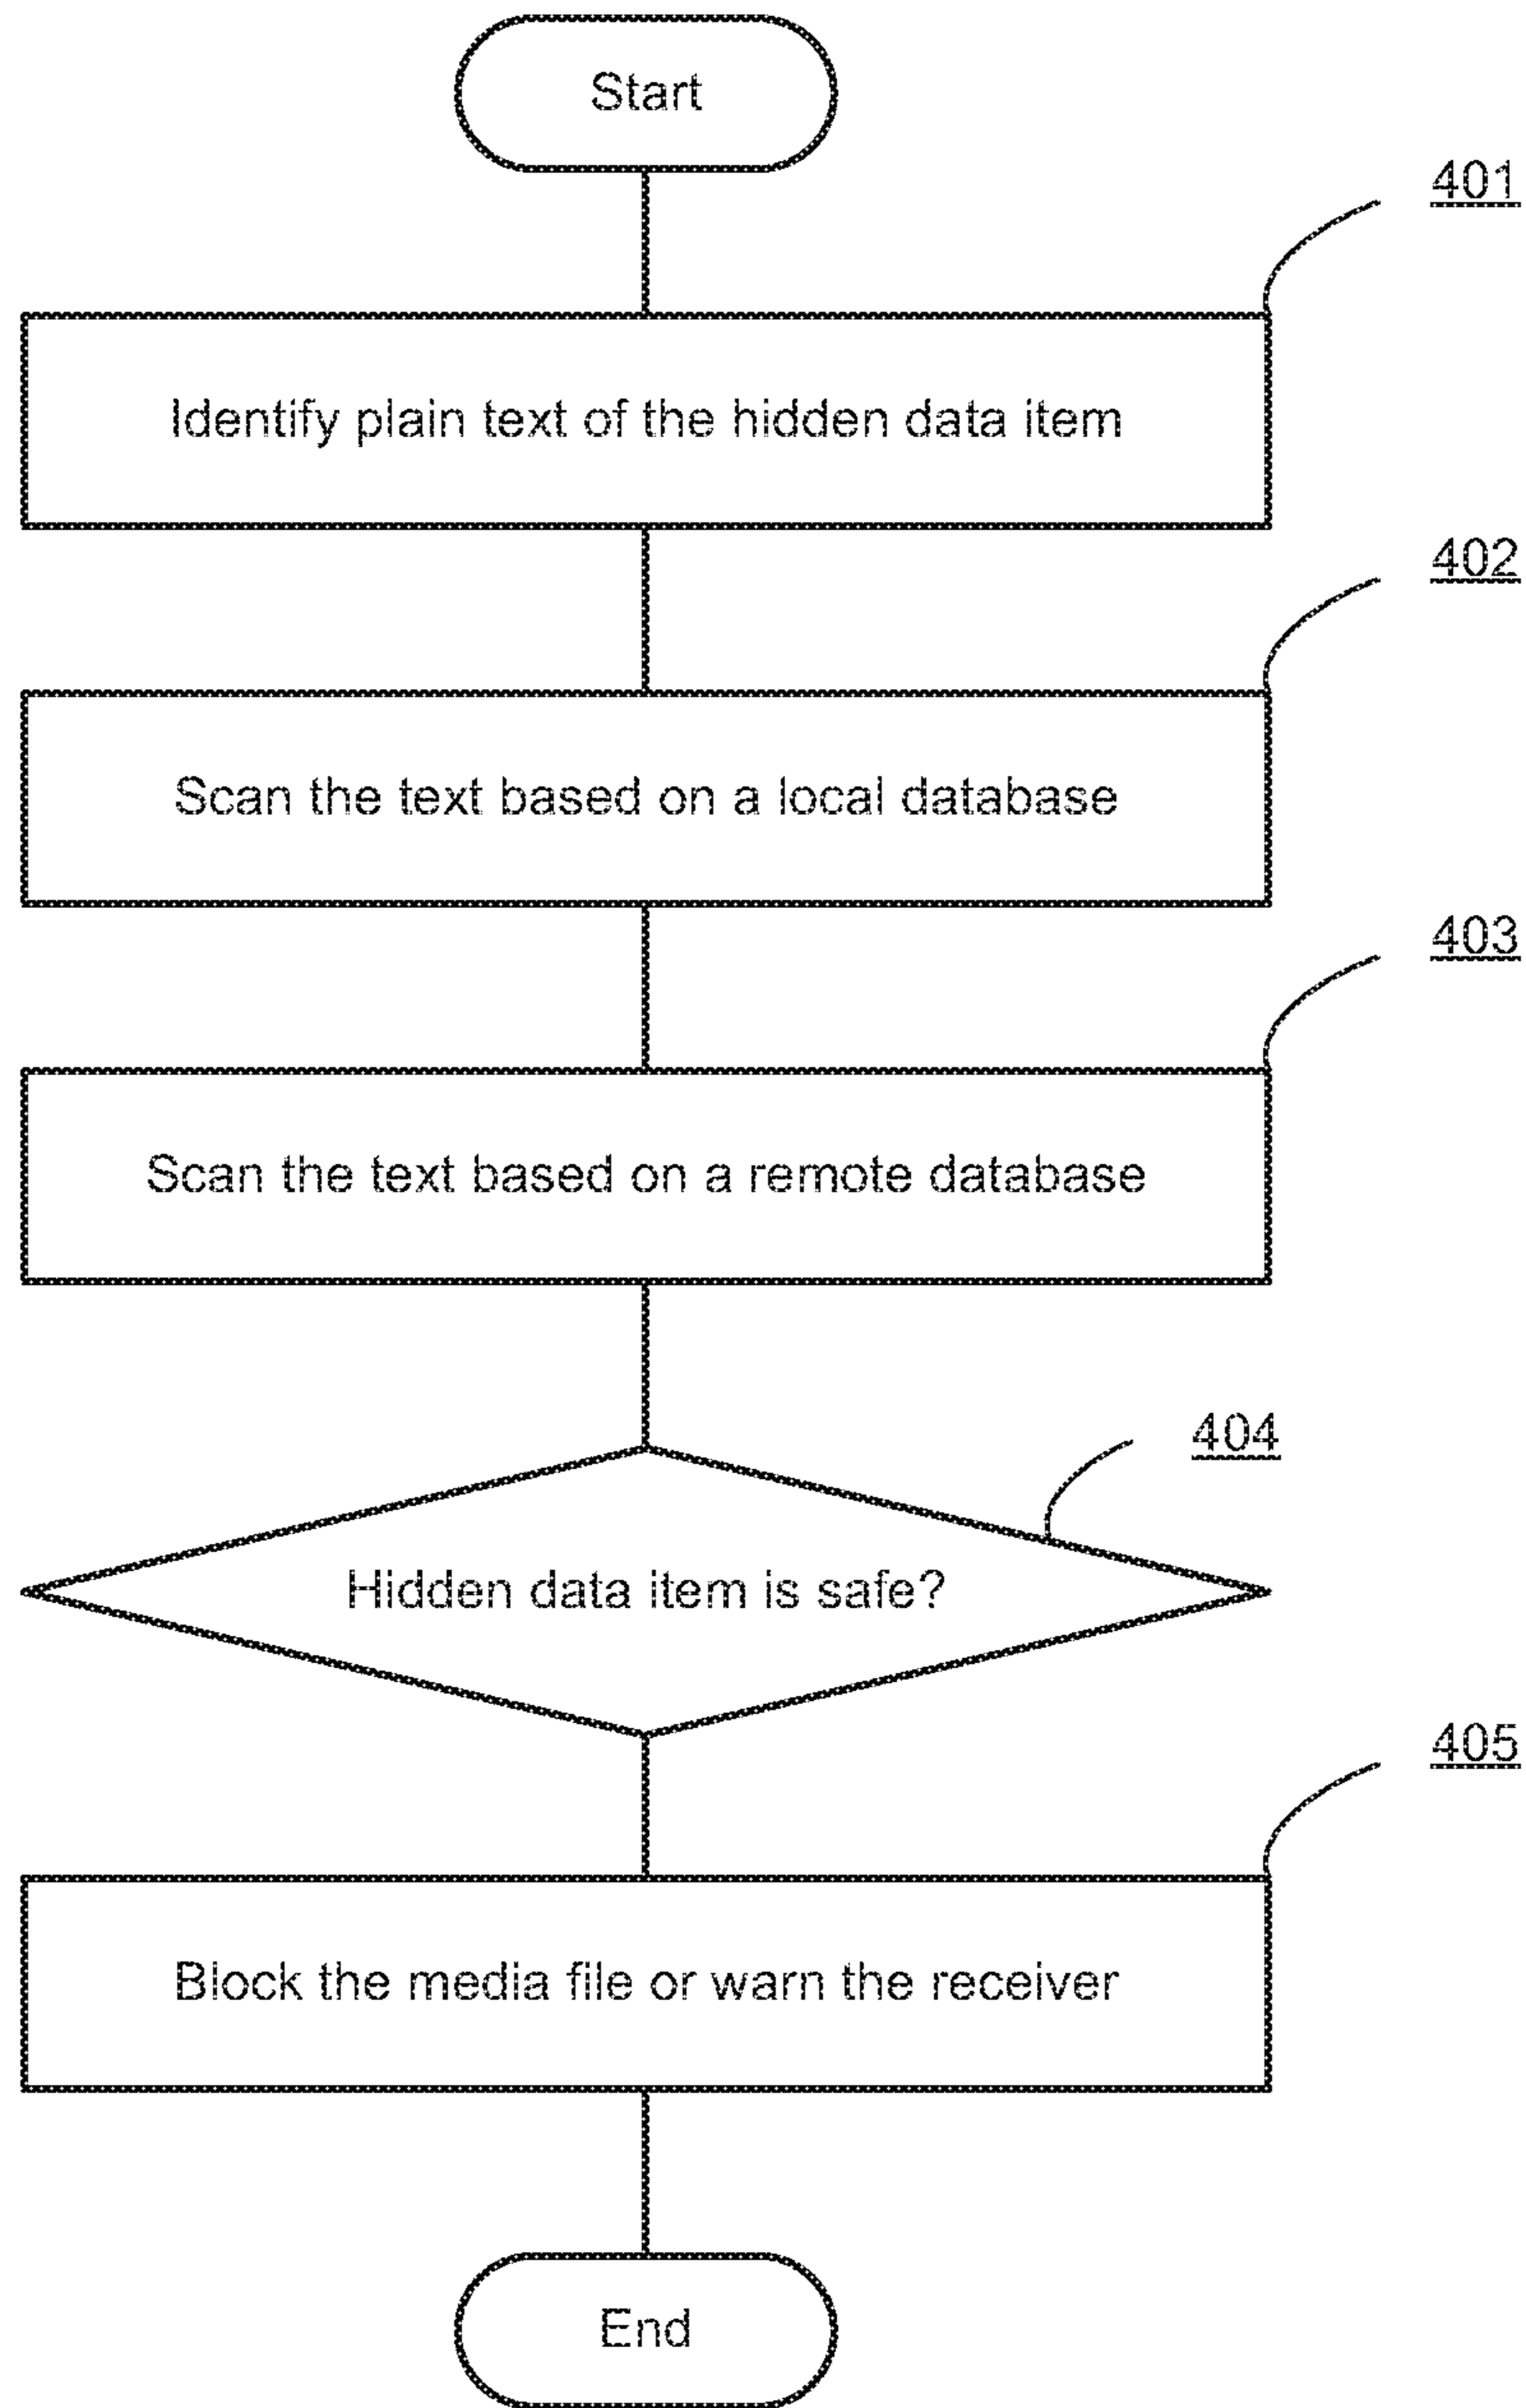 Start
401
Identify plain text of the hidden data item
402
Scan the text based on a local database
403
Scan the text based on a remote database
404
Hidden data item is safe?
405
Block the media file or warn the receiver
End